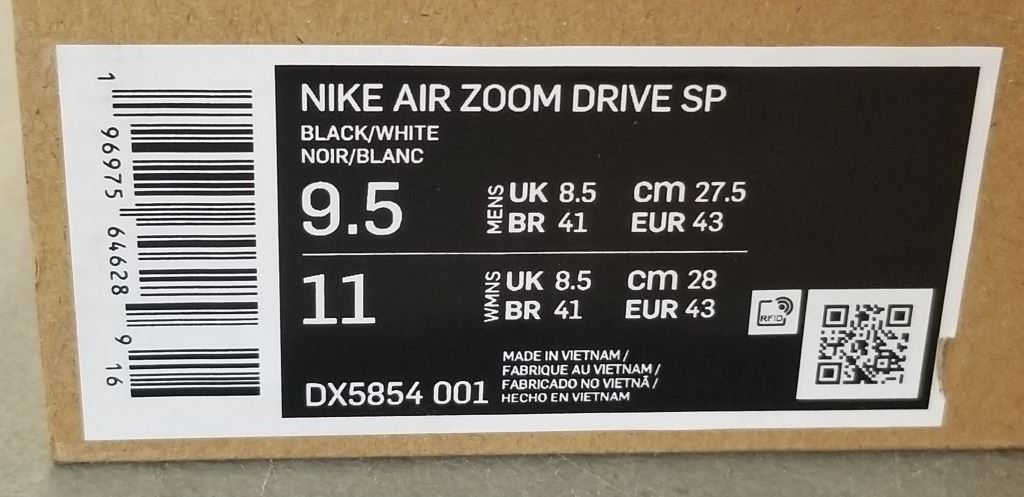 1 96975 64628 9 16
NIKE AIR ZOOM DRIVE SP
BLACK/WHITE
NOIR/BLANC
9.5 MENS UK 8.5 cm 27.5
BR 41 EUR 43
11 WMNS UK 8.5 cm 28
BR 41 EUR 43
RFID
DX5854 001
MADE IN VIETNAM /
FABRIQUE AU VIETNAM /
FABRICADO NO VIETNÃ /
HECHO EN VIETNAM